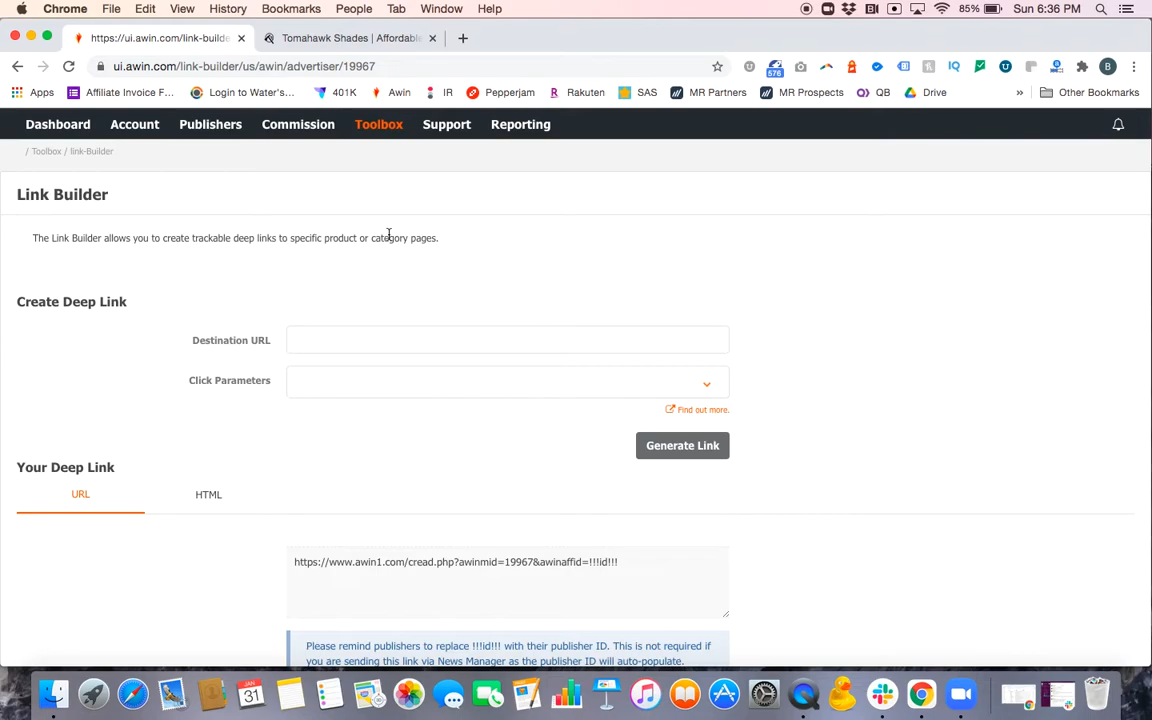 Chrome File Edit View History Bookmarks People Tab Window Help 85% Sun 6:36 PM
https://ui.awin.com/link-builde Tomahawk Shades | Affordable
ui.awin.com/link-builder/us/awin/advertiser/19967 576 B
Apps Affiliate Invoice F... Login to Water's... 401K Awin IR Pepperjam Rakuten SAS MR Partners MR Prospects QB Drive » Other Bookmarks
Dashboard Account Publishers Commission Toolbox Support Reporting
/ Toolbox / link-Builder
Link Builder
The Link Builder allows you to create trackable deep links to specific product or category pages.
Create Deep Link
Destination URL
Click Parameters
Find out more.
Generate Link
Your Deep Link
URL HTML
https://www.awin1.com/cread.php?awinmid=19967&awinaffid=!!!id!!!
Please remind publishers to replace !!!id!!! with their publisher ID. This is not required if
you are sending this link via News Manager as the publisher ID will auto-populate.
31